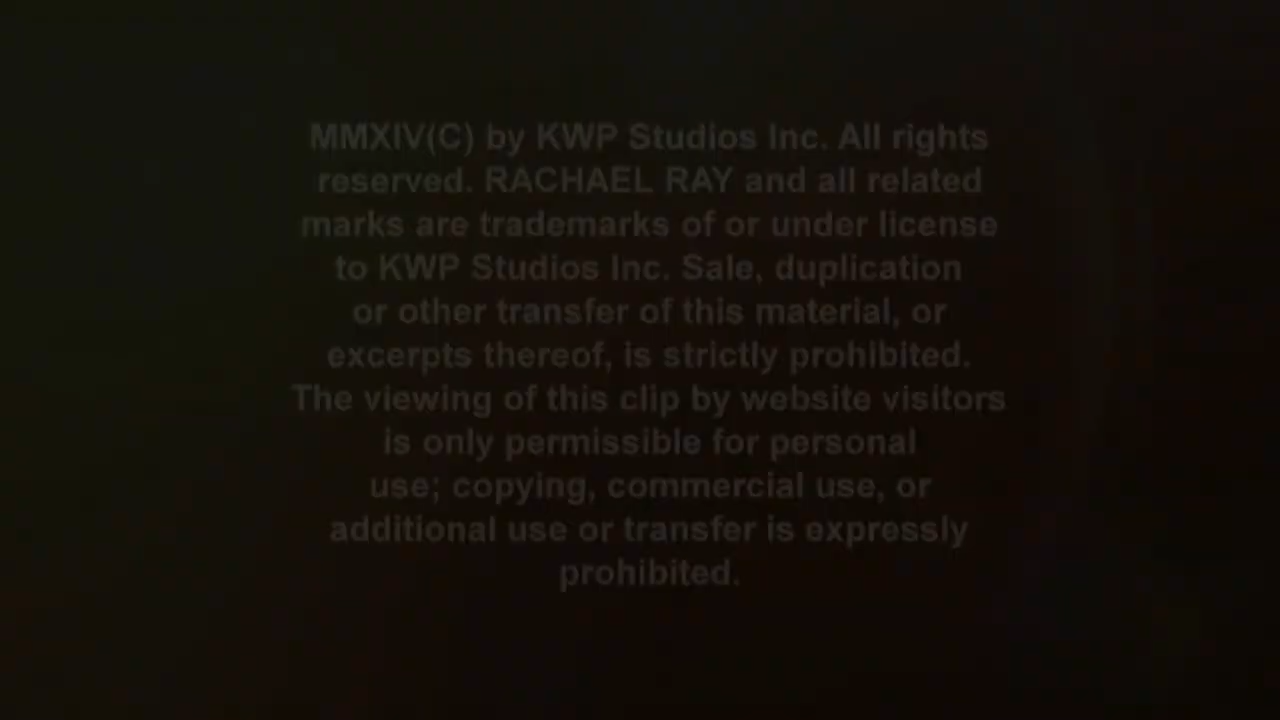 MMXIV(C) by KWP Studios Inc. All rights
reserved. RACHAEL RAY and all related
marks are trademarks of or under license
to KWP Studios Inc. Sale, duplication
or other transfer of this material, or
excerpts thereof, is strictly prohibited.
The viewing of this clip by website visitors
is only permissible for personal
use; copying, commercial use, or
additional use or transfer is expressly
prohibited.